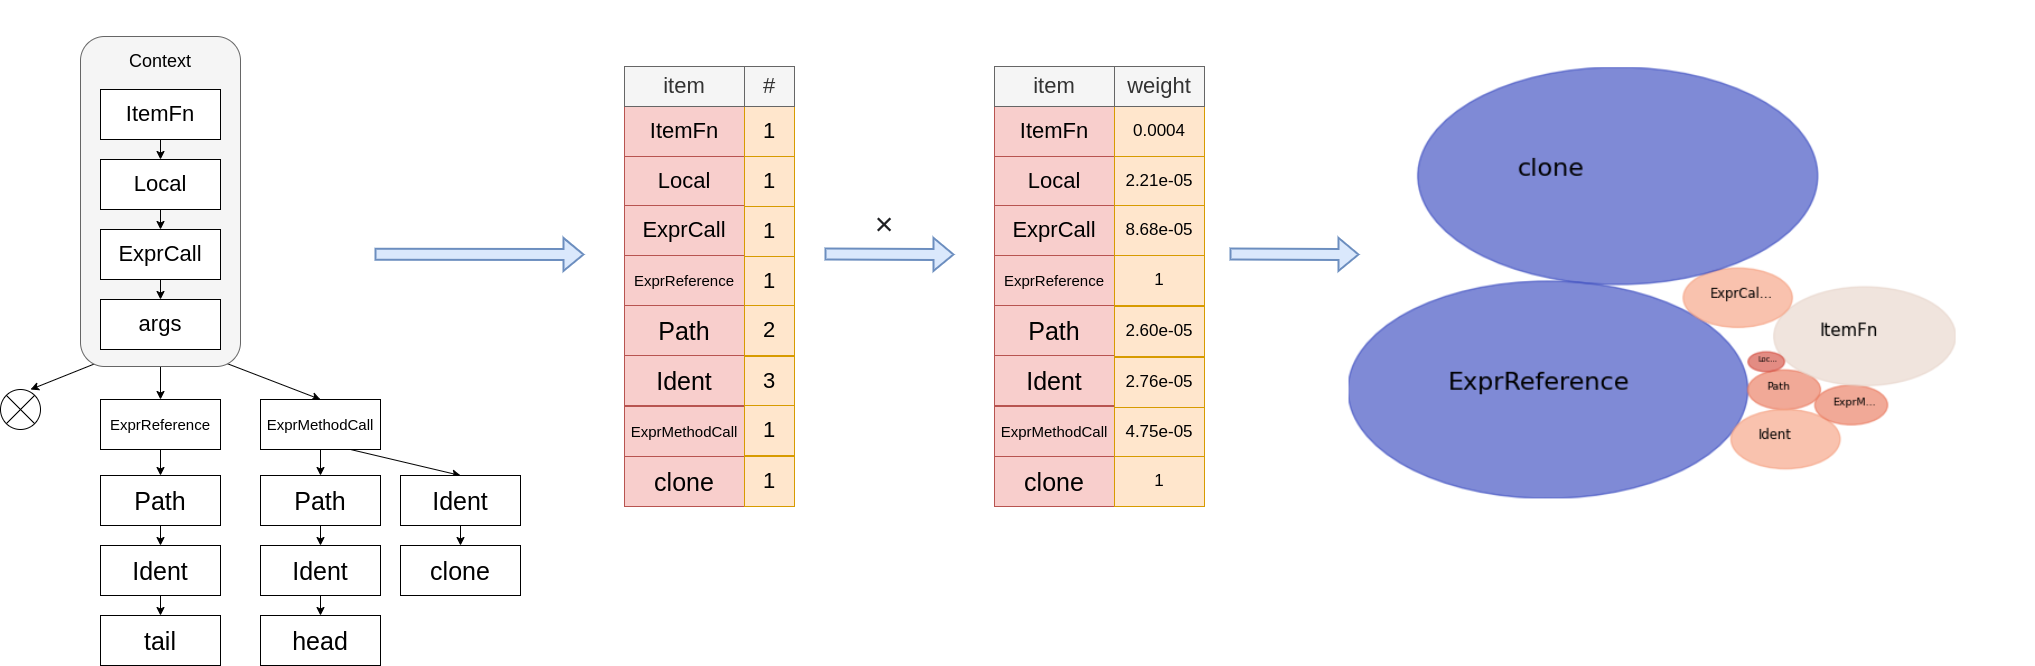 Context
ItemFn
Local
ExprCall
args
ExprReference
ExprMethodCall
Path
Path
Ident
Ident
Ident
clone
tail
head
item #
ItemFn 1
Local 1
ExprCall 1
ExprReference 1
Path 2
Ident 3
ExprMethodCall 1
clone 1
×
item weight
ItemFn 0.0004
Local 2.21e-05
ExprCall 8.68e-05
ExprReference 1
Path 2.60e-05
Ident 2.76e-05
ExprMethodCall 4.75e-05
clone 1
clone
ExprCal...
ItemFn
Loc...
ExprReference
Path
ExprM...
Ident